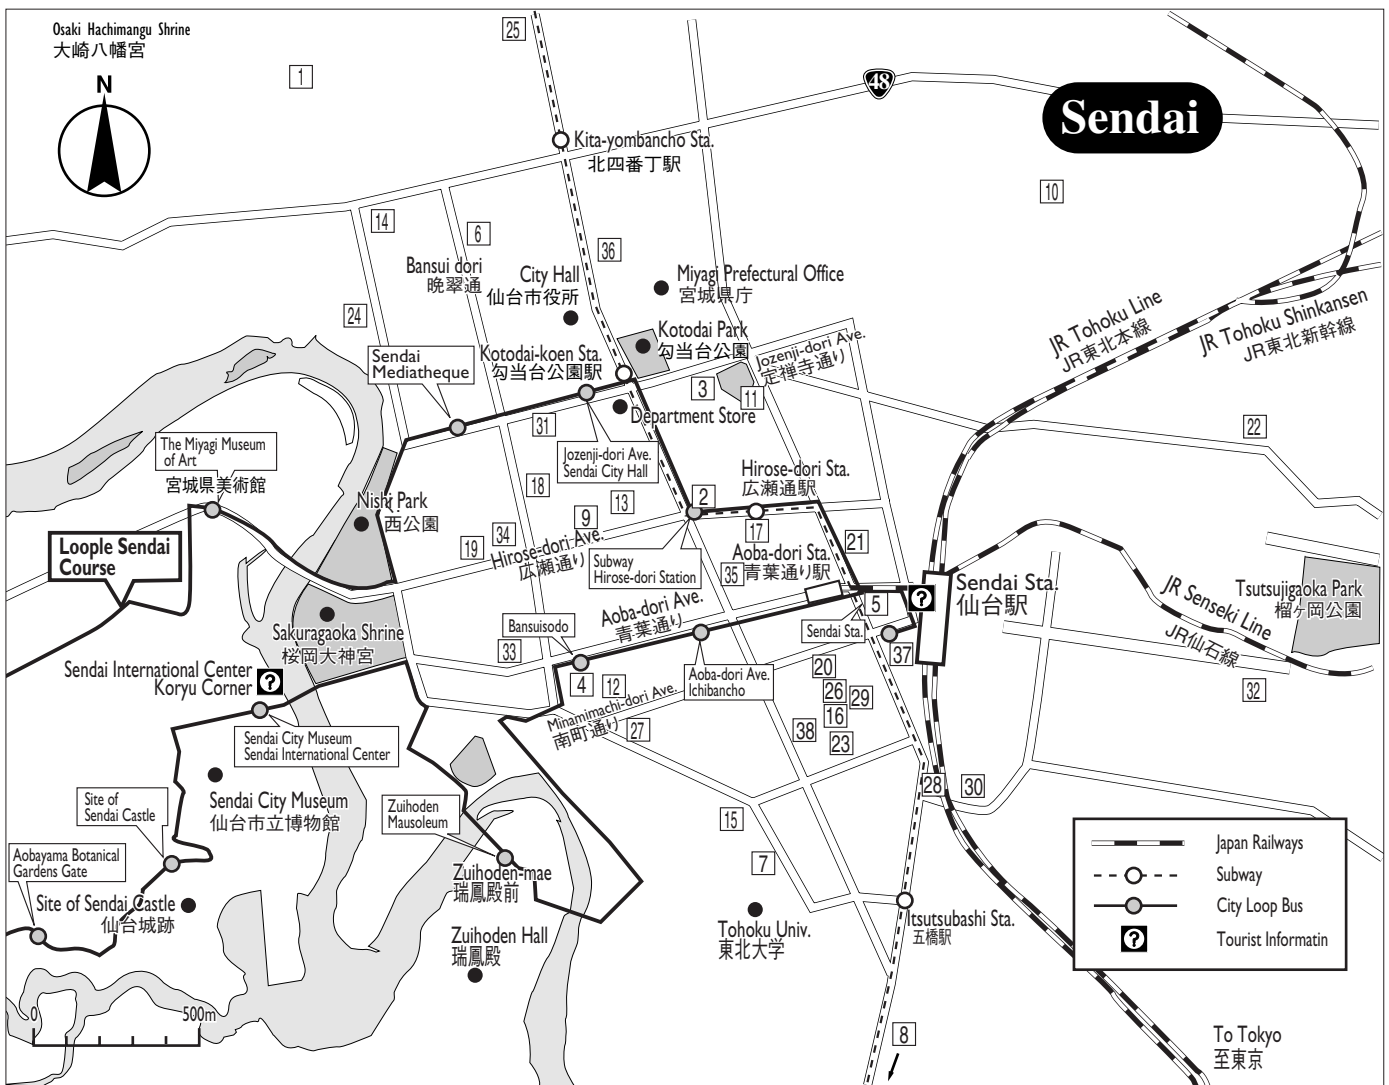 Osaki Hachimangu Shrine
大崎八幡宮
N
1
25
48
Sendai
Kita-yombancho Sta.
北四番丁駅
10
14
6
36
Bansui dori
晩翠通
City Hall
仙台市役所
Miyagi Prefectural Office
宮城県庁
24
Kotodai Park
勾当台公園
Jozenji-dori Ave.
定禅寺通り
JR Tohoku Line
JR東北本線
JR Tohoku Shinkansen
JR東北新幹線
Sendai
Mediatheque
Kotodai-koen Sta.
勾当台公園駅
3
11
Department Store
31
22
Jozenji-dori Ave.
Sendai City Hall
The Miyagi Museum
of Art
宮城県美術館
Hirose-dori Sta.
広瀬通駅
18
13
2
Nishi Park
西公園
9
17
34
19
Hirose-dori Ave.
広瀬通り
21
Loople Sendai
Course
Subway
Hirose-dori Station
Aoba-dori Sta.
青葉通り駅
35
Sendai Sta.
仙台駅
?
5
JR Senseki Line
JR仙石線
Tsutsujigaoka Park
榴ヶ岡公園
Aoba-dori Ave.
青葉通り
Bansuisodo
Sendai Sta.
Sakuragaoka Shrine
桜岡大神宮
33
37
Sendai International Center
Koryu Corner
?
4
12
Aoba-dori Ave.
Ichibancho
20
26
29
32
Minamimachi-dori Ave.
南町通り
27
16
38
23
Sendai City Museum
Sendai International Center
Sendai City Museum
仙台市立博物館
28
30
Site of
Sendai Castle
Zuihoden
Mausoleum
15
7
Aobayama Botanical
Gardens Gate
Zuihoden-mae
瑞鳳殿前
Site of Sendai Castle
仙台城跡
Itsutsubashi Sta.
五橋駅
Tohoku Univ.
東北大学
Zuihoden Hall
瑞鳳殿
Japan Railways
Subway
City Loop Bus
?
Tourist Informatin
0
500m
8
To Tokyo
至東京